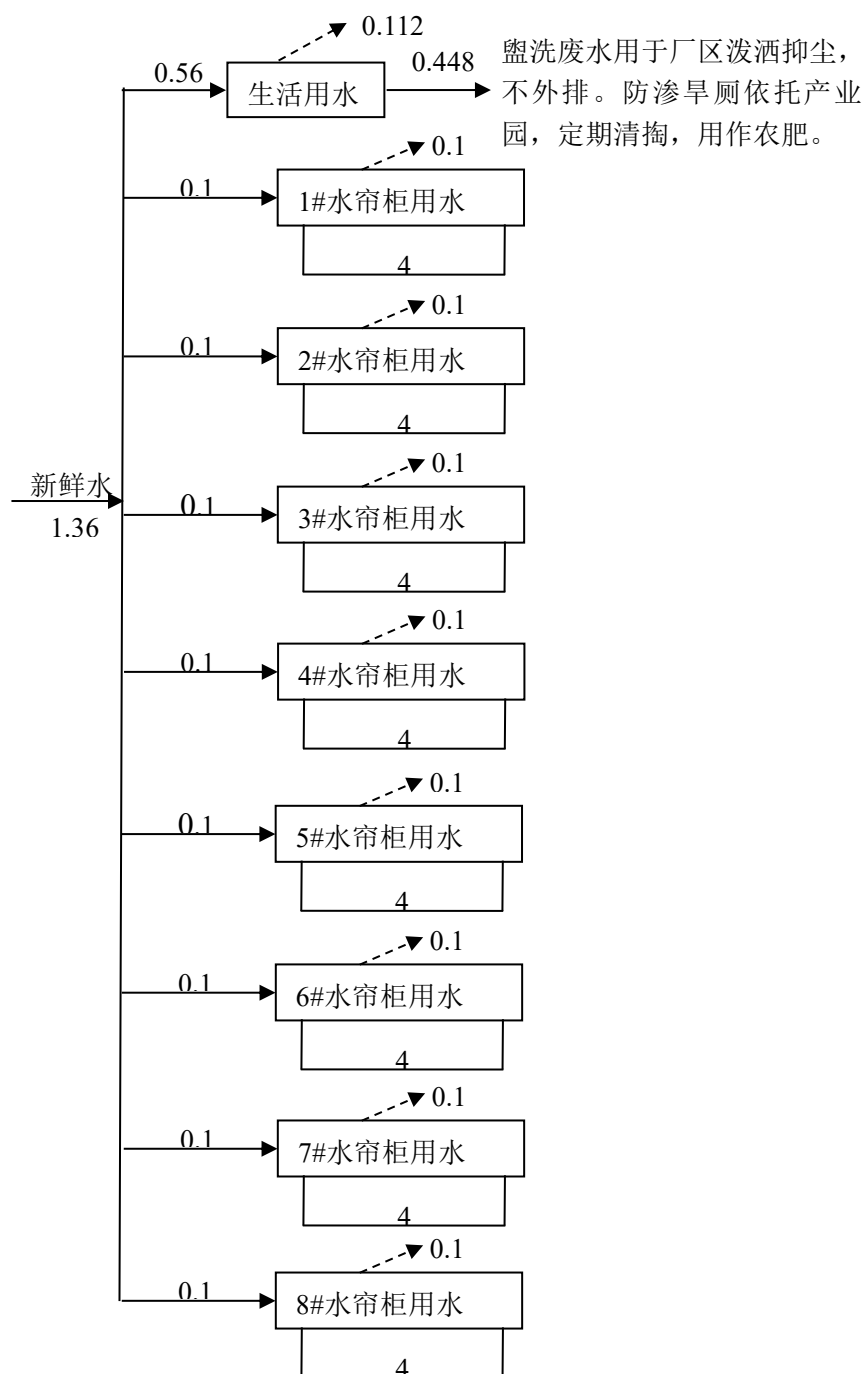 0.112
0.56
0.448
生活用水
盥洗废水用于厂区泼洒抑尘，
不外排。防渗旱厕依托产业
园，定期清掏，用作农肥。
0.1
0.1
1#水帘柜用水
4
0.1
0.1
2#水帘柜用水
4
0.1
新鲜水
0.1
3#水帘柜用水
1.36
4
0.1
0.1
4#水帘柜用水
4
0.1
0.1
5#水帘柜用水
4
0.1
0.1
6#水帘柜用水
4
0.1
0.1
7#水帘柜用水
4
0.1
0.1
8#水帘柜用水
4